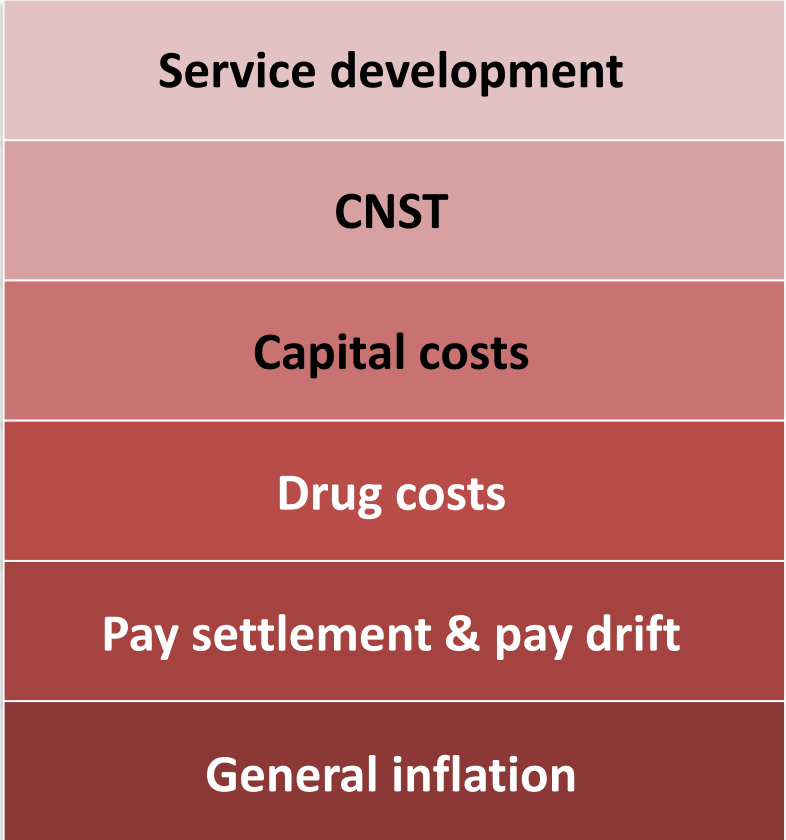 Service development
CNST
Capital costs
Drug costs
Pay settlement & pay drift
General inflation